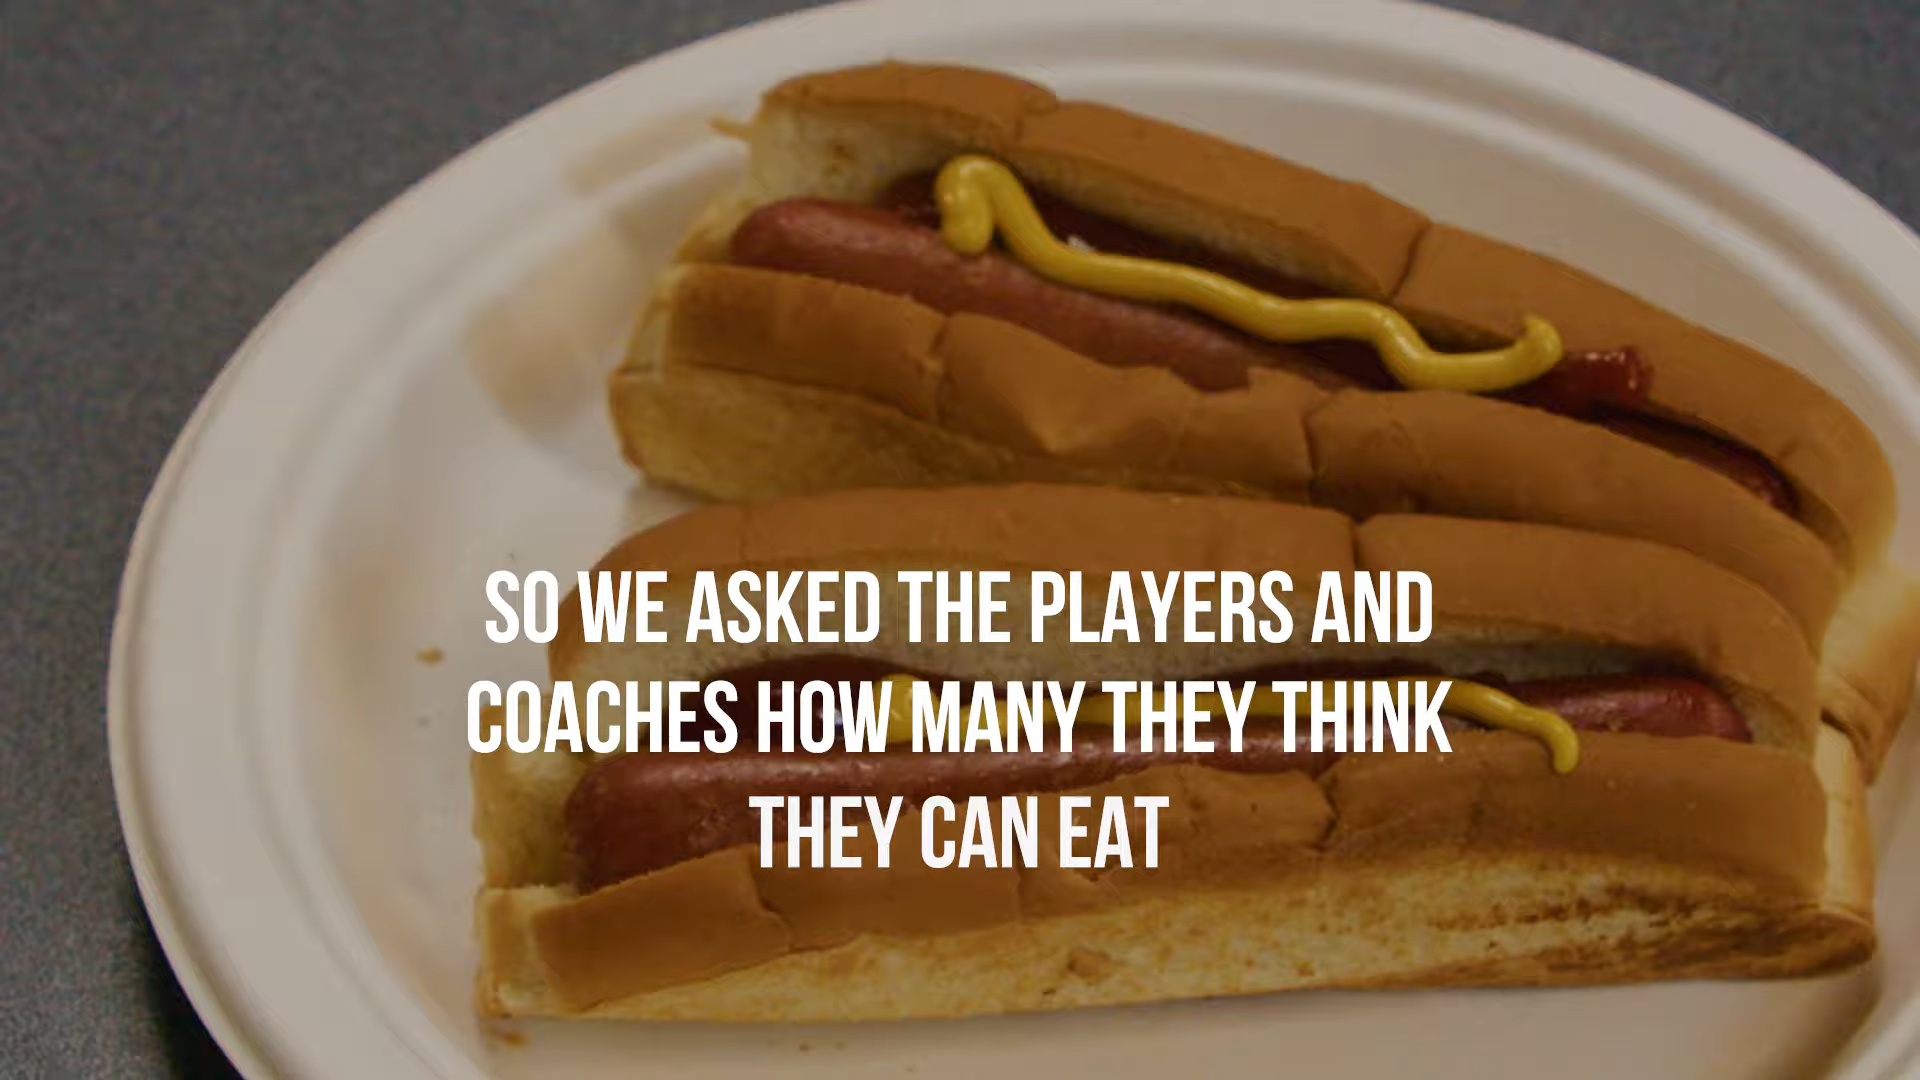 SO WE ASKED THE PLAYERS AND
COACHES HOW MANY THEY THINK
THEY CAN EAT